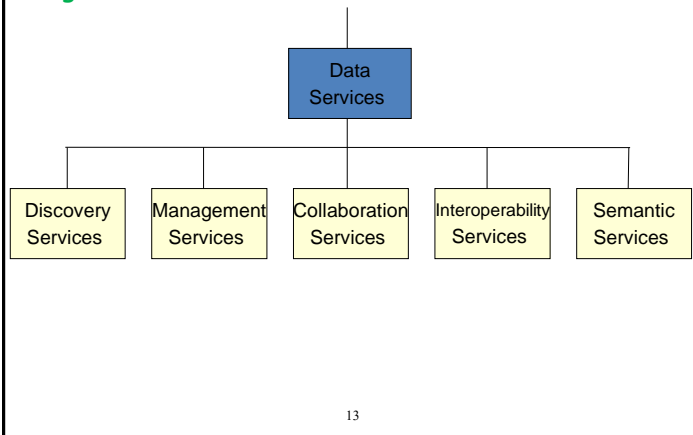 Data
Services
Discovery
Services
Management
Services
Collaboration
Services
Interoperability
Services
Semantic
Services
13